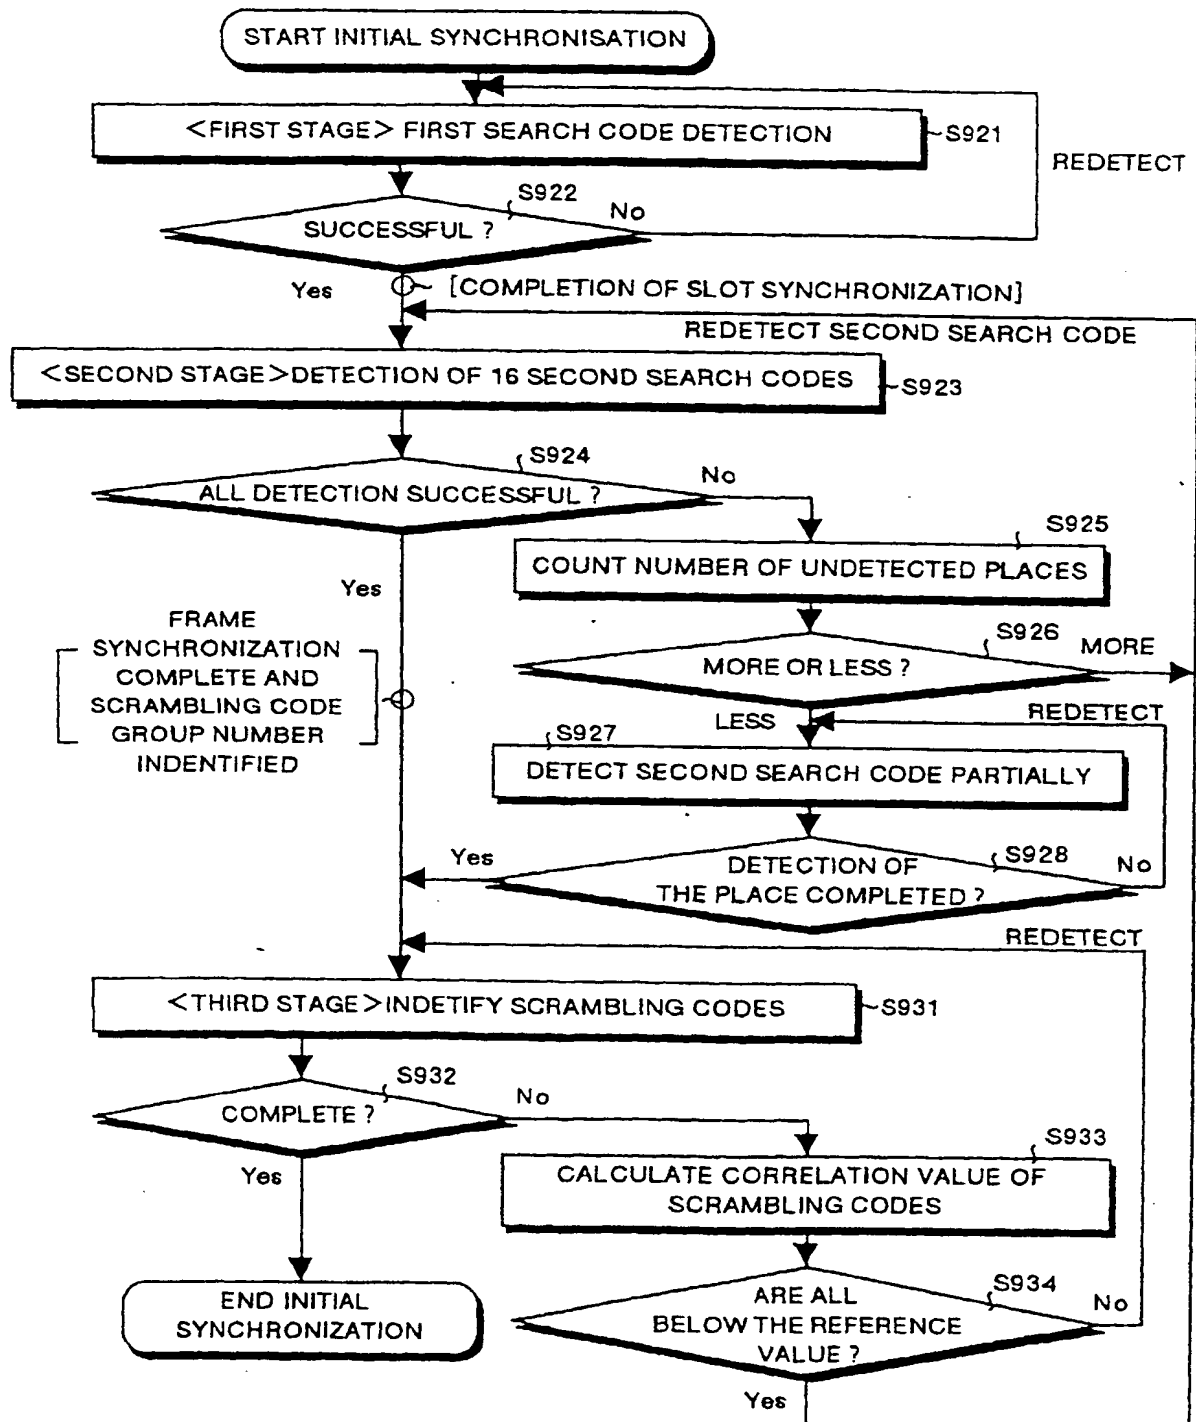 START INITIAL SYNCHRONISATION
<FIRST STAGE> FIRST SEARCH CODE DETECTION
S921
REDETECT
S922
SUCCESSFUL ?
No
Yes
[COMPLETION OF SLOT SYNCHRONIZATION]
REDETECT SECOND SEARCH CODE
<SECOND STAGE>DETECTION OF 16 SECOND SEARCH CODES
S923
S924
ALL DETECTION SUCCESSFUL ?
No
S925
COUNT NUMBER OF UNDETECTED PLACES
Yes
FRAME
SYNCHRONIZATION
COMPLETE AND
SCRAMBLING CODE
GROUP NUMBER
INDENTIFIED
S926
MORE OR LESS ?
MORE
LESS
REDETECT
S927
DETECT SECOND SEARCH CODE PARTIALLY
Yes
S928
DETECTION OF
THE PLACE COMPLETED ?
No
REDETECT
<THIRD STAGE>INDETIFY SCRAMBLING CODES
S931
S932
COMPLETE ?
No
Yes
S933
CALCULATE CORRELATION VALUE OF
SCRAMBLING CODES
END INITIAL
SYNCHRONIZATION
S934
ARE ALL
BELOW THE REFERENCE
VALUE ?
No
Yes